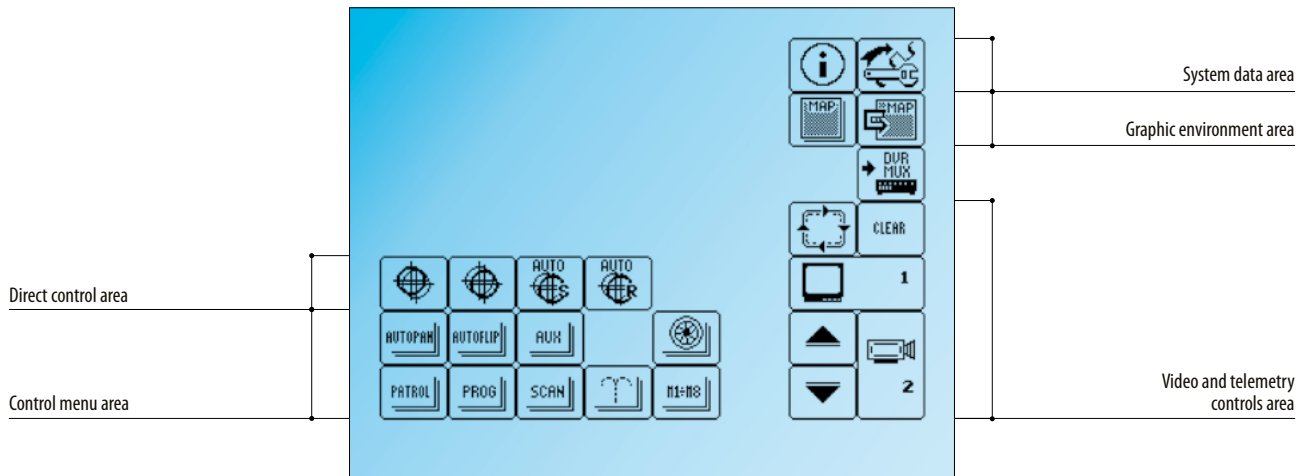 System data area
MAP
MAP
Graphic environment area
DVR
MUX
CLEAR
AUTO
S
AUTO
R
1
Direct control area
AUTOPAN
AUTOFLIP
AUX
PATROL
PROG
SCAN
M1÷M8
2
Control menu area
Video and telemetry
controls area